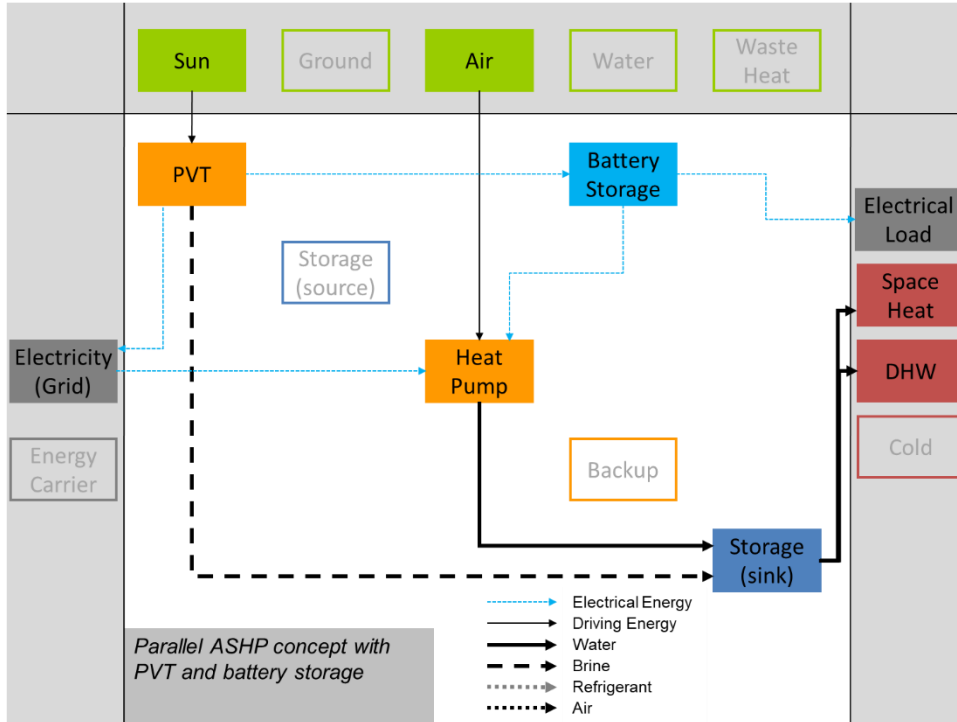 Sun
Ground
Air
Water
Waste
Heat
PVT
Battery
Storage
Electrical
Load
Storage
(source)
Space
Heat
Electricity
(Grid)
Heat
Pump
DHW
Energy
Carrier
Backup
Cold
Storage
(sink)
Electrical Energy
Driving Energy
Water
Brine
Refrigerant
Air
Parallel ASHP concept with
PVT and battery storage